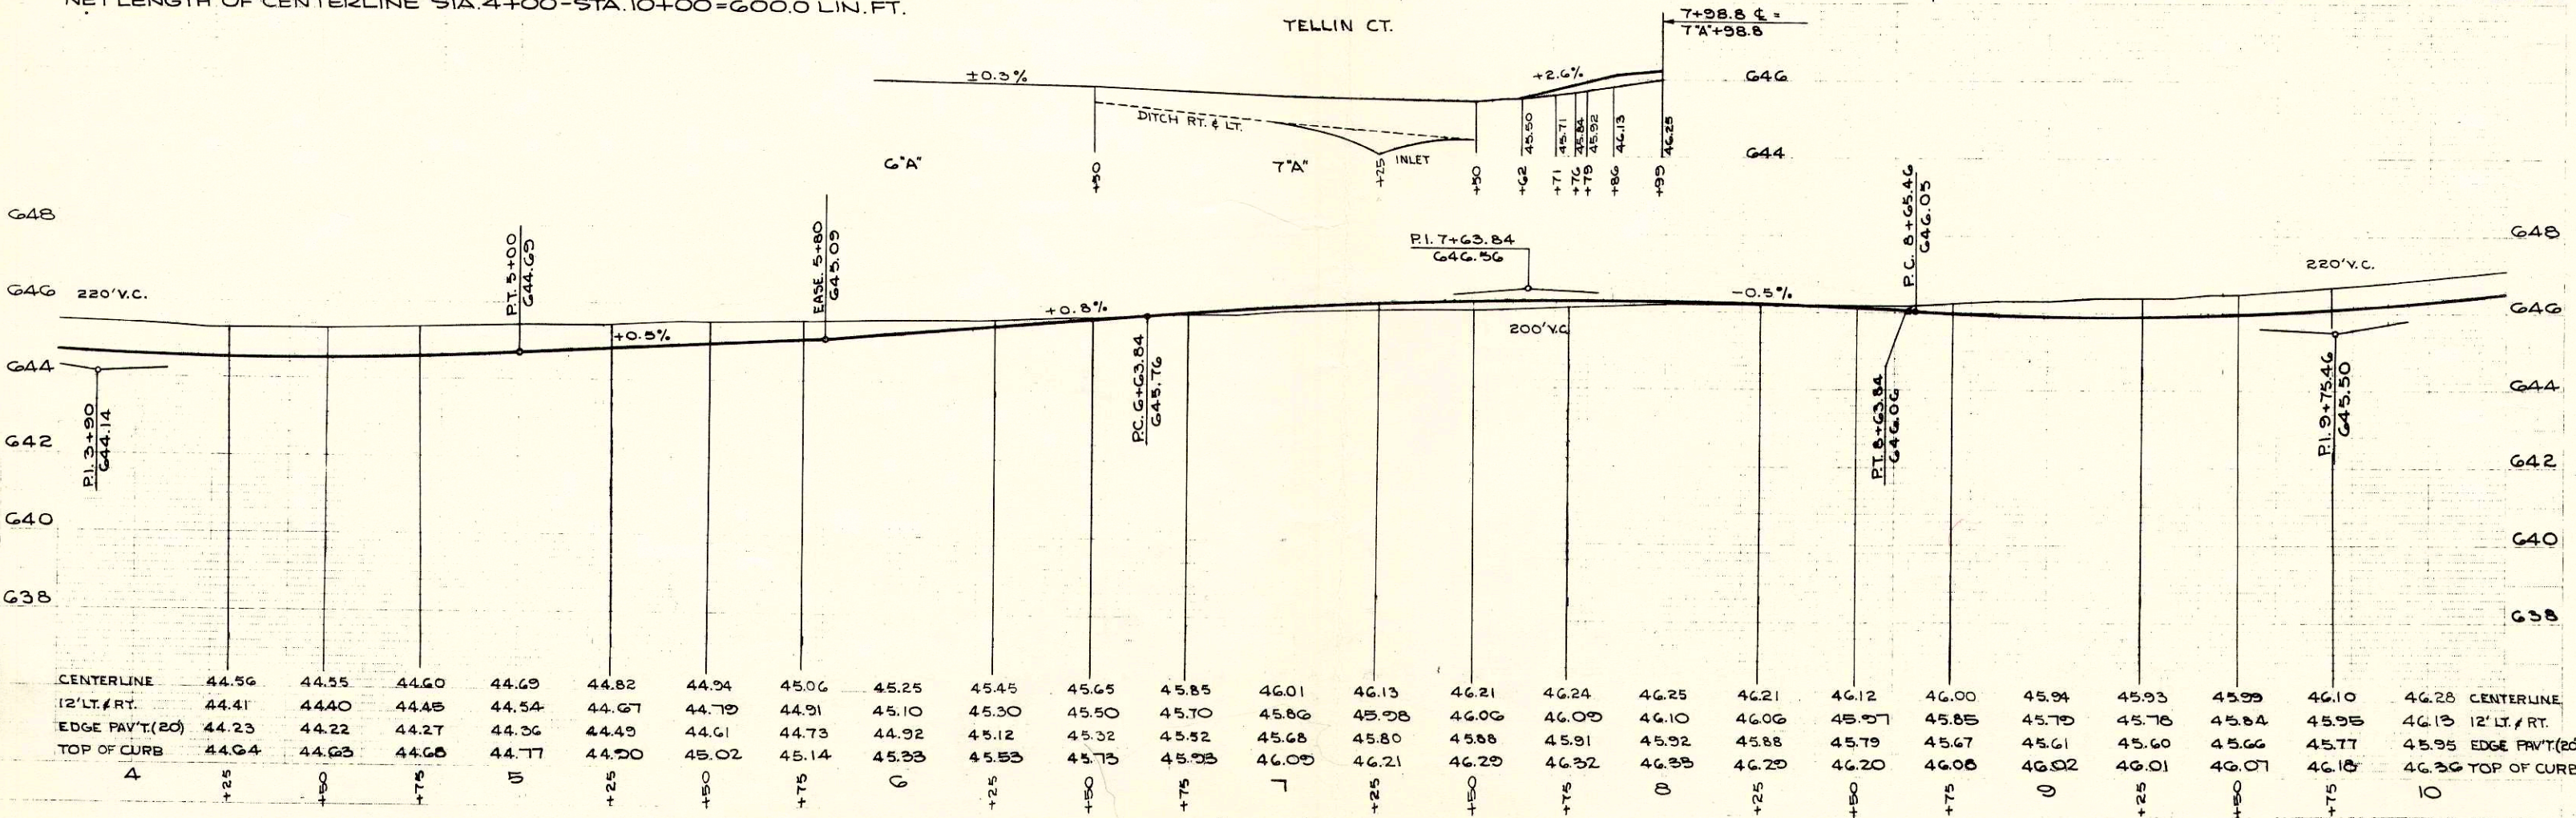 NET LENGTH OF CENTERLINE STA.4+00-STA.10+00=600.0 LIN.FT.
TELLIN CT.
7+98.8 ℄ =
7"A"+98.8
±0.3%
+2.6%
646
DITCH RT. & LT.
INLET
644
6"A"
7"A"
+50
+25
+50
+62
+71
+76
+79
+86
+99
45.50
45.71
45.84
45.92
46.13
46.25
648
646
644
642
640
638
220'V.C.
P.I. 3+90
644.14
P.T. 5+00
644.69
+0.5%
EASE. 5+80
645.09
+0.8%
P.C. 6+63.84
645.76
P.I. 7+63.84
646.56
200'V.C.
-0.5%
P.T. 8+63.84
646.06
P.C. 8+65.46
646.05
220'V.C.
P.I. 9+75.46
645.50
648
646
644
642
640
638
CENTERLINE 44.56 44.55 44.60 44.69 44.82 44.94 45.06 45.25 45.45 45.65 45.85 46.01 46.13 46.21 46.24 46.25 46.21 46.12 46.00 45.94 45.93 45.99 46.10 46.28 CENTERLINE
12'LT.&RT. 44.41 44.40 44.45 44.54 44.67 44.79 44.91 45.10 45.30 45.50 45.70 45.86 45.98 46.06 46.09 46.10 46.06 45.97 45.85 45.79 45.78 45.84 45.95 46.13 12' LT. & RT.
EDGE PAV'T.(20) 44.23 44.22 44.27 44.36 44.49 44.61 44.73 44.92 45.12 45.32 45.52 45.68 45.80 45.88 45.91 45.92 45.88 45.79 45.67 45.61 45.60 45.66 45.77 45.95 EDGE PAV'T.(20
TOP OF CURB 44.64 44.63 44.68 44.77 44.90 45.02 45.14 45.33 45.53 45.73 45.93 46.09 46.21 46.29 46.32 46.33 46.29 46.20 46.08 46.02 46.01 46.07 46.18 46.36 TOP OF CURB
4 +25 +50 +75 5 +25 +50 +75 6 +25 +50 +75 7 +25 +50 +75 8 +25 +50 +75 9 +25 +50 +75 10